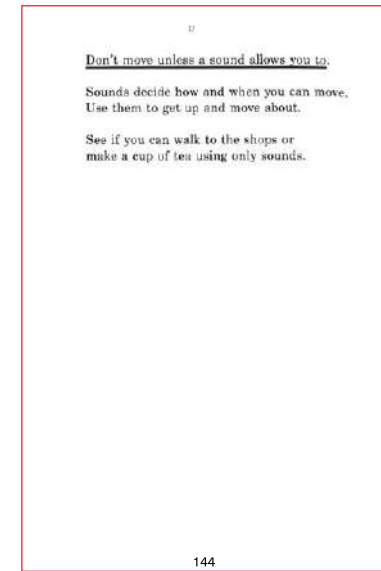 17
Don't move unless a sound allows you to.
Sounds decide how and when you can move.
Use them to get up and move about.
See if you can walk to the shops or
make a cup of tea using only sounds.
144